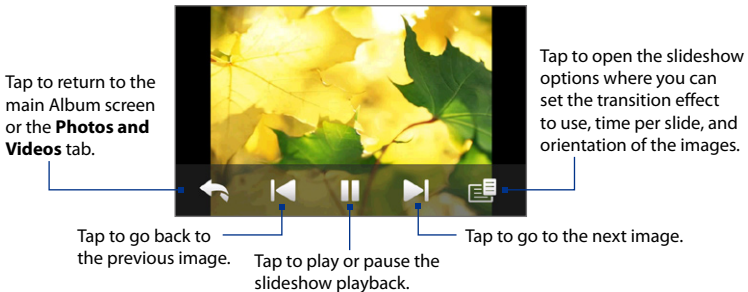 Tap to return to the
main Album screen
or the Photos and
Videos tab.
Tap to open the slideshow
options where you can
set the transition effect
to use, time per slide, and
orientation of the images.
Tap to go back to
the previous image.
Tap to play or pause the
slideshow playback.
Tap to go to the next image.